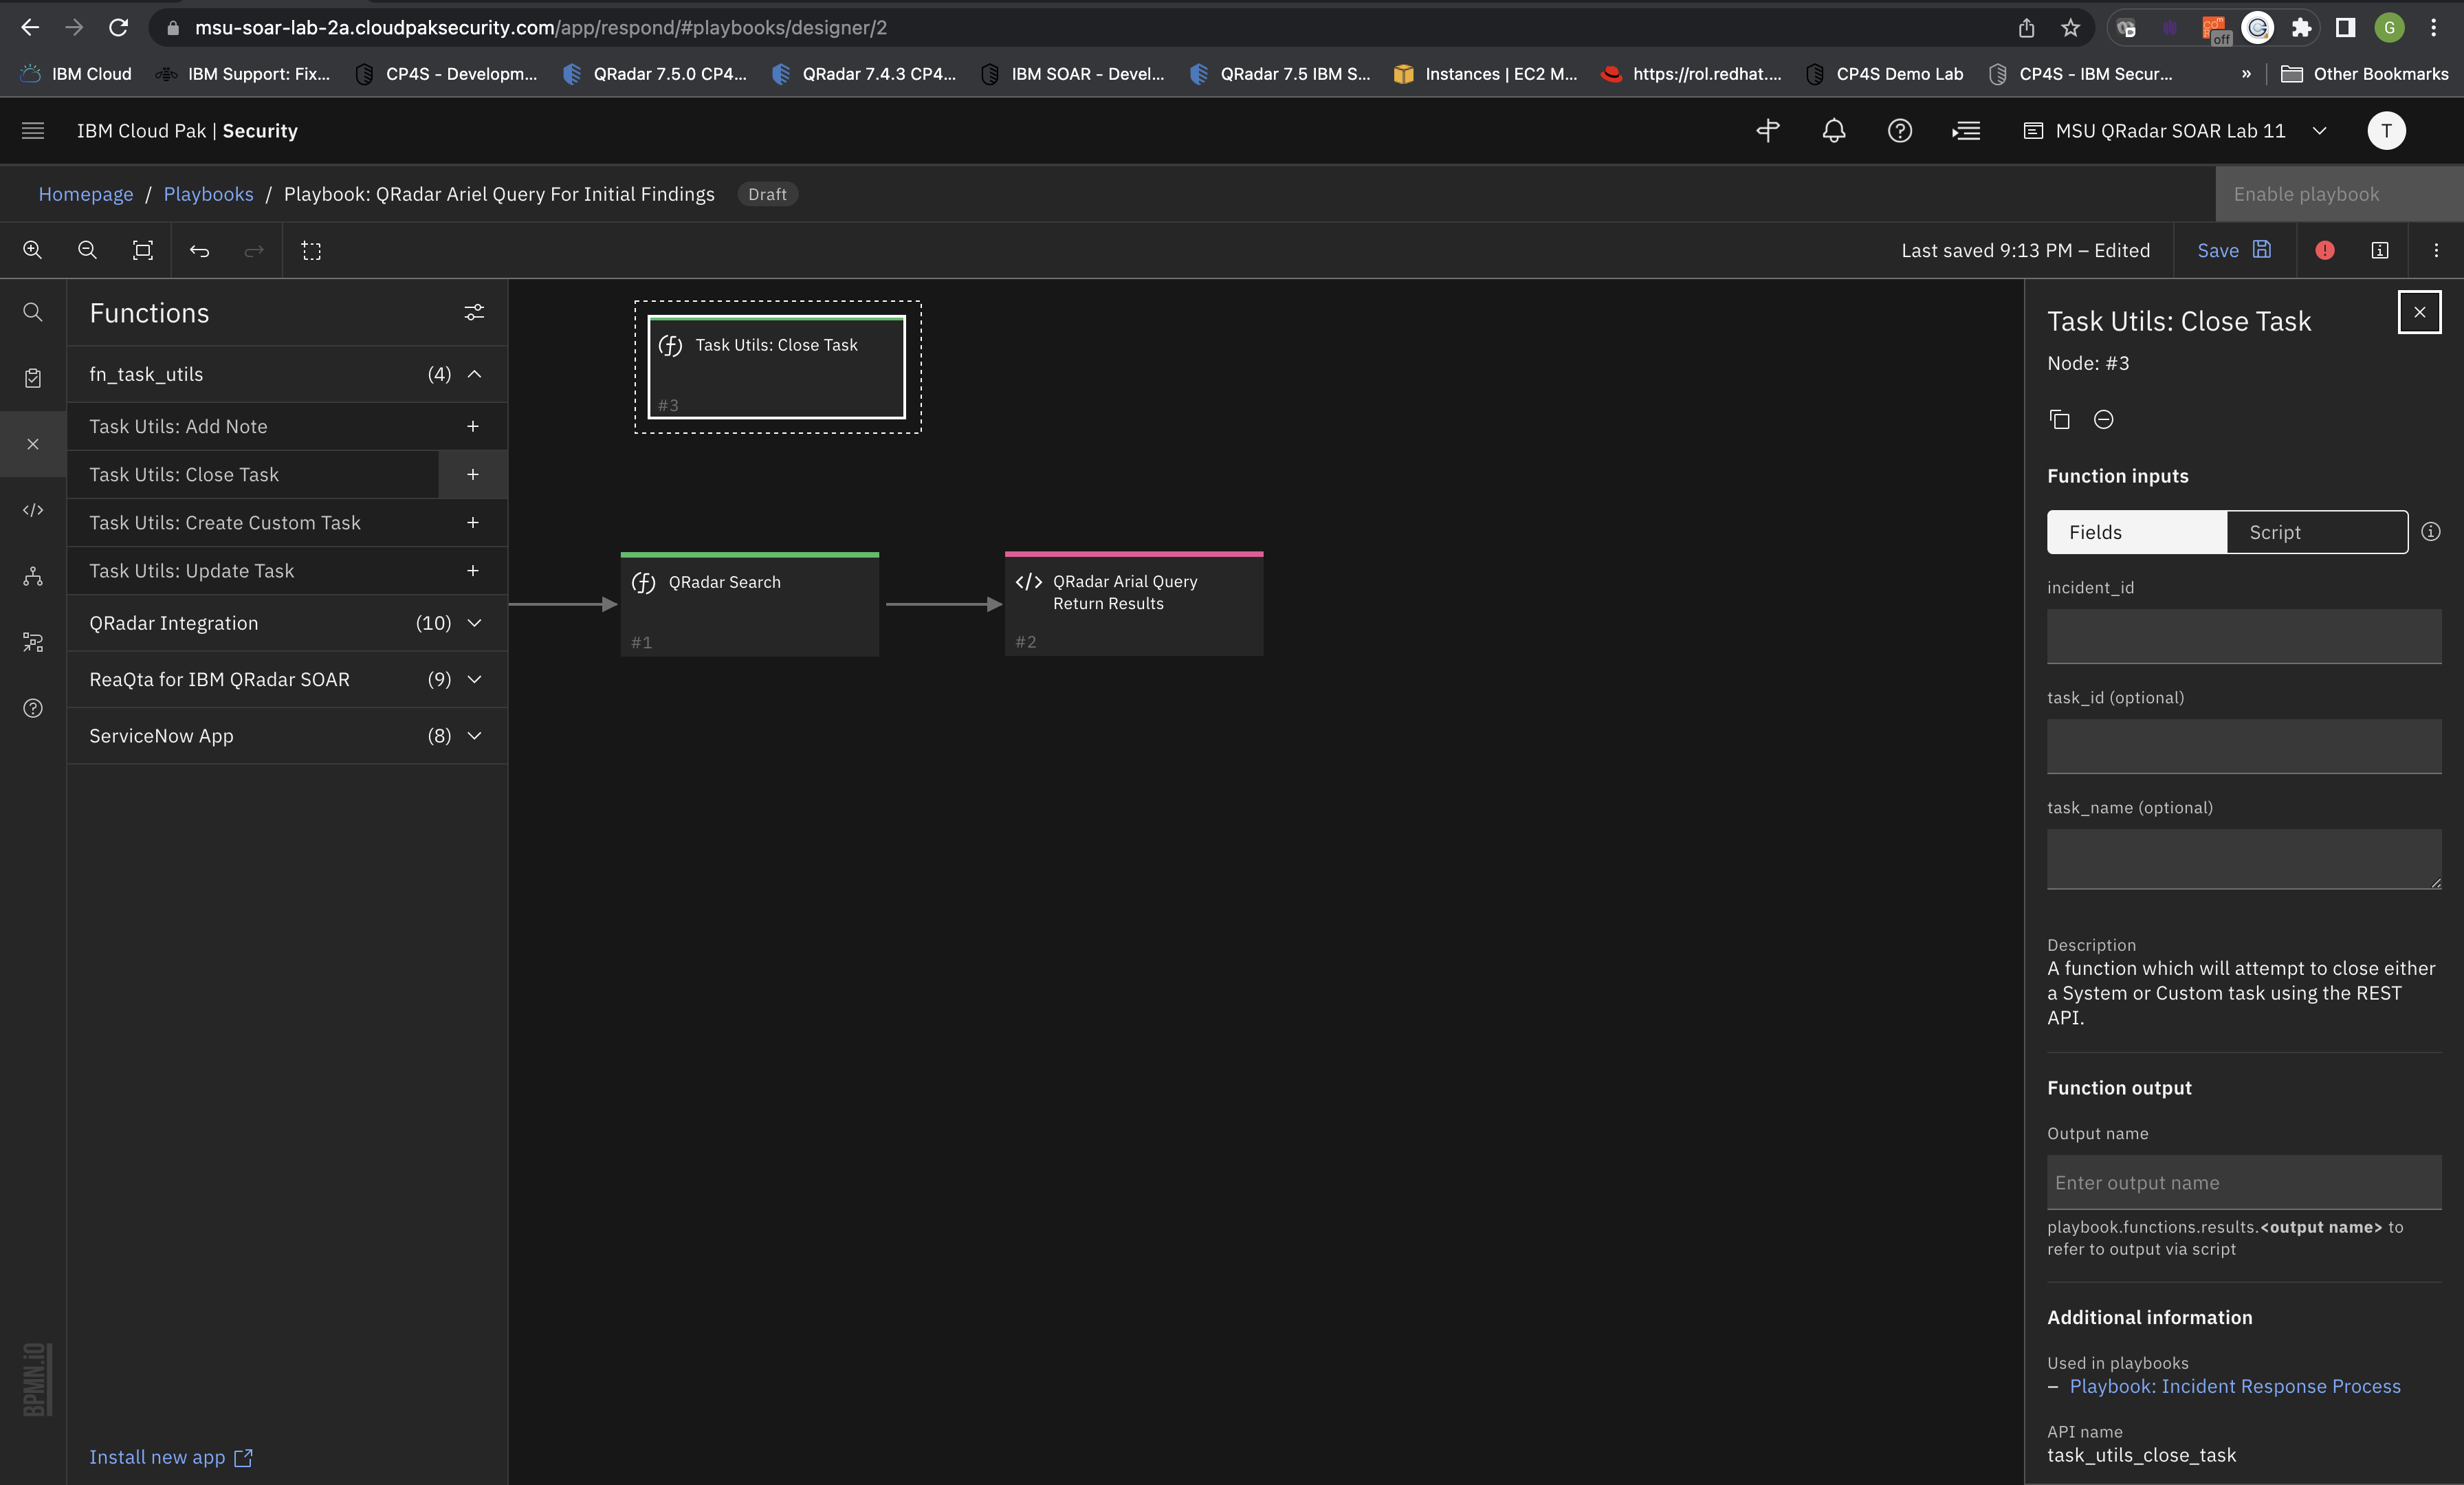 msu-soar-lab-2a.cloudpaksecurity.com/app/respond/#playbooks/designer/2
off
G
IBM Cloud
IBM Support: Fix...
CP4S - Developm...
QRadar 7.5.0 CP4...
QRadar 7.4.3 CP4...
IBM SOAR - Devel...
QRadar 7.5 IBM S...
Instances | EC2 M...
https://rol.redhat....
CP4S Demo Lab
CP4S - IBM Secur...
»
Other Bookmarks
IBM Cloud Pak | Security
MSU QRadar SOAR Lab 11
T
Homepage / Playbooks / Playbook: QRadar Ariel Query For Initial Findings
Draft
Enable playbook
Last saved 9:13 PM – Edited
Save
Functions
fn_task_utils (4)
Task Utils: Add Note
Task Utils: Close Task
Task Utils: Create Custom Task
Task Utils: Update Task
QRadar Integration (10)
ReaQta for IBM QRadar SOAR (9)
ServiceNow App (8)
Install new app
BPMN.iO
Task Utils: Close Task
#3
QRadar Search
#1
QRadar Arial Query
Return Results
#2
Task Utils: Close Task
Node: #3
Function inputs
Fields
Script
incident_id
task_id (optional)
task_name (optional)
Description
A function which will attempt to close either
a System or Custom task using the REST
API.
Function output
Output name
Enter output name
playbook.functions.results.<output name> to
refer to output via script
Additional information
Used in playbooks
– Playbook: Incident Response Process
API name
task_utils_close_task